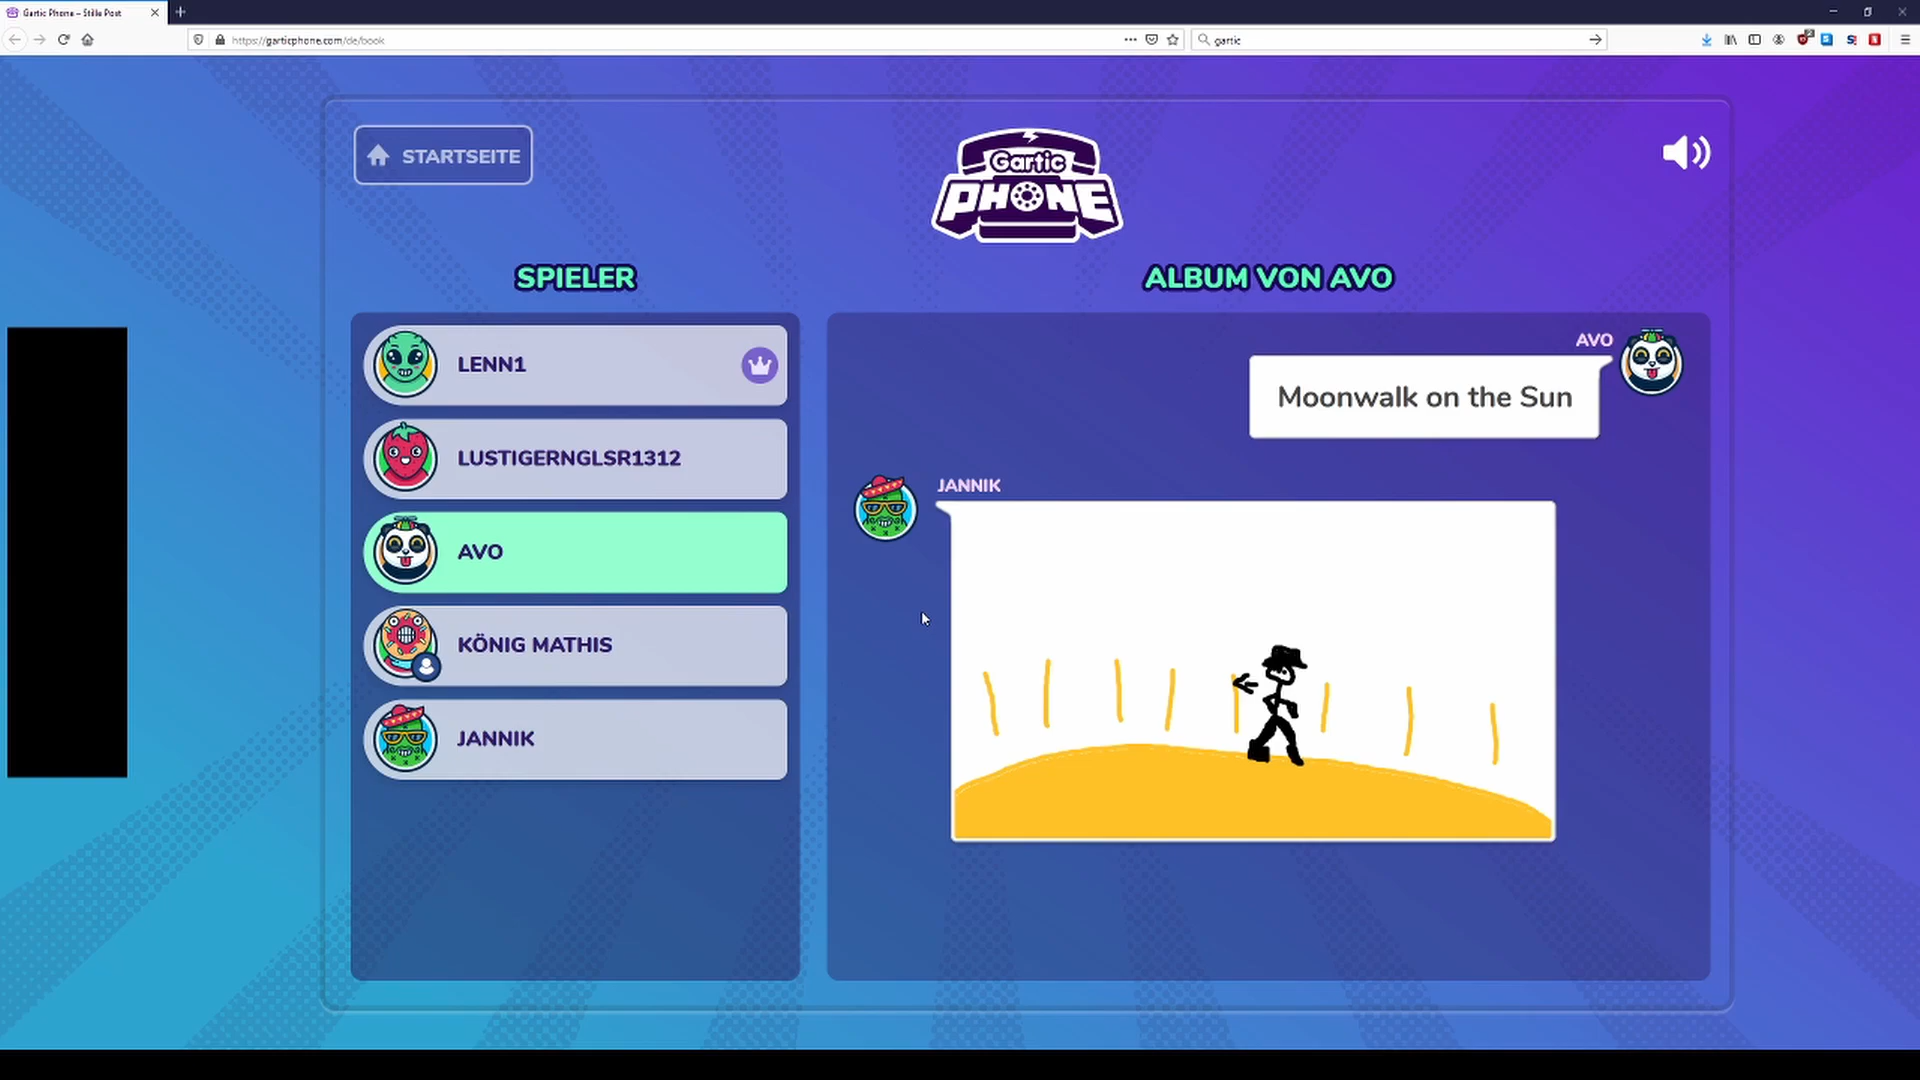 Gartic Phone – Stille Post
https://garticphone.com/de/book
gartic
STARTSEITE
Gartic
PHONE
SPIELER
ALBUM VON AVO
LENN1
LUSTIGERNGLSR1312
AVO
KÖNIG MATHIS
JANNIK
AVO
Moonwalk on the Sun
JANNIK